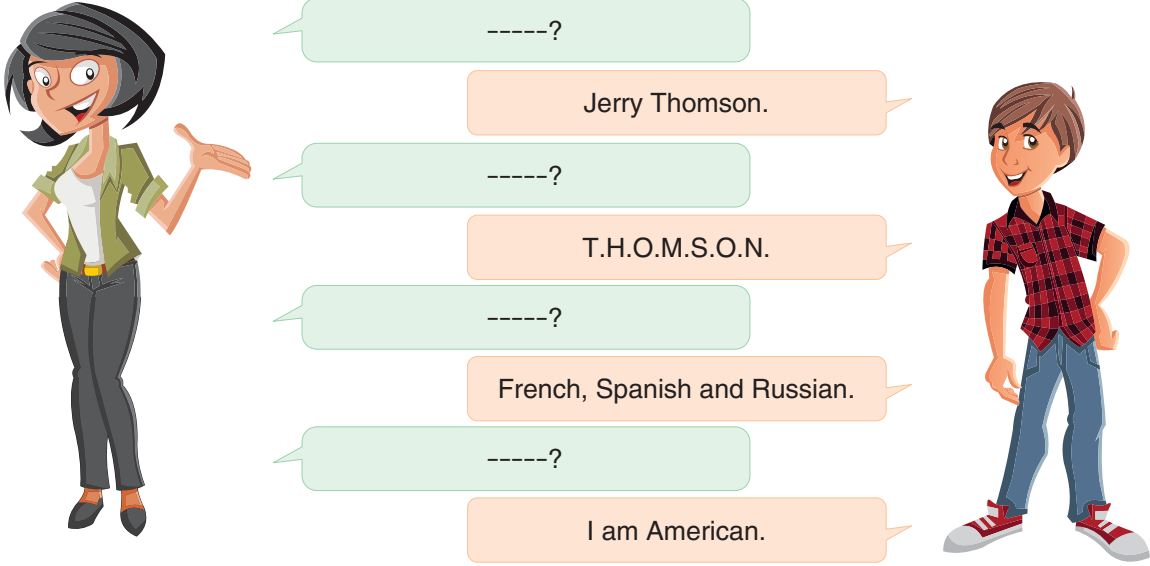 -----?
Jerry Thomson.
-----?
T.H.O.M.S.O.N.
-----?
French, Spanish and Russian.
-----?
I am American.